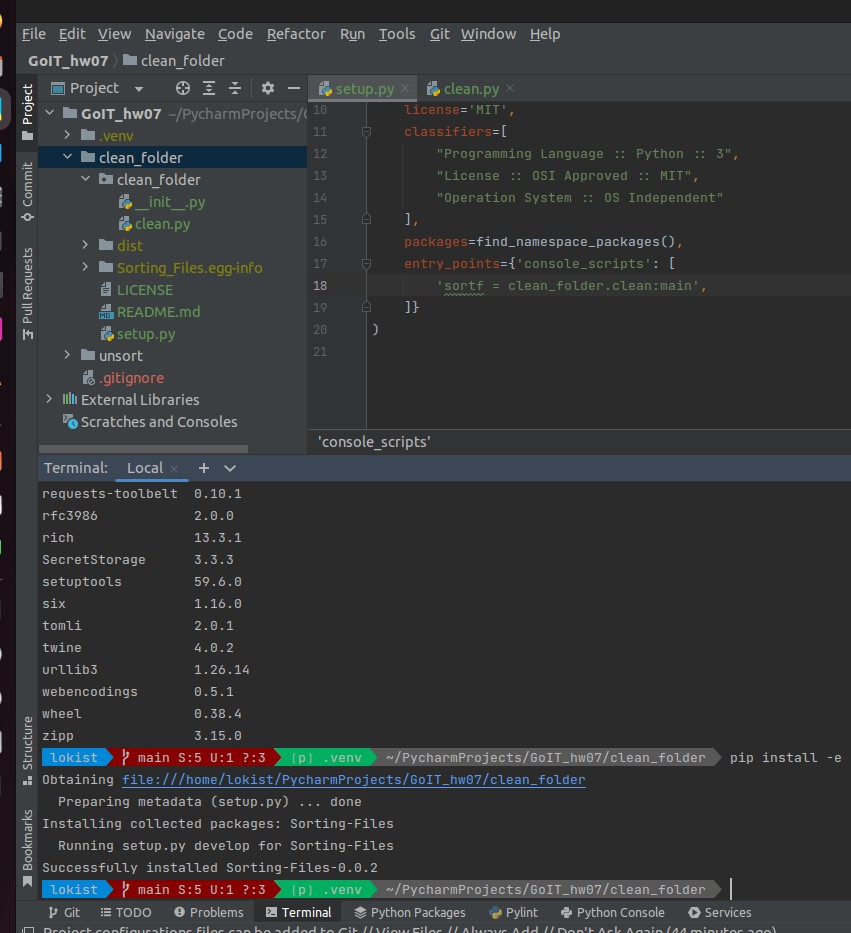 File Edit View Navigate Code Refactor Run Tools Git Window Help
GoIT_hw07 clean_folder
Project
Commit
Pull Requests
Structure
Bookmarks
Project
GoIT_hw07 ~/PycharmProjects/
.venv
clean_folder
clean_folder
__init__.py
clean.py
dist
Sorting_Files.egg-info
LICENSE
README.md
setup.py
unsort
.gitignore
External Libraries
Scratches and Consoles
setup.py clean.py
10 license='MIT',
11 classifiers=[
12 "Programming Language :: Python :: 3",
13 "License :: OSI Approved :: MIT",
14 "Operation System :: OS Independent"
15 ],
16 packages=find_namespace_packages(),
17 entry_points={'console_scripts': [
18 'sortf = clean_folder.clean:main',
19 ]}
20 )
21
'console_scripts'
Terminal: Local
requests-toolbelt 0.10.1
rfc3986 2.0.0
rich 13.3.1
SecretStorage 3.3.3
setuptools 59.6.0
six 1.16.0
tomli 2.0.1
twine 4.0.2
urllib3 1.26.14
webencodings 0.5.1
wheel 0.38.4
zipp 3.15.0
lokist main S:5 U:1 ?:3 (p) .venv ~/PycharmProjects/GoIT_hw07/clean_folder pip install -e
Obtaining file:///home/lokist/PycharmProjects/GoIT_hw07/clean_folder
Preparing metadata (setup.py) ... done
Installing collected packages: Sorting-Files
Running setup.py develop for Sorting-Files
Successfully installed Sorting-Files-0.0.2
lokist main S:5 U:1 ?:3 (p) .venv ~/PycharmProjects/GoIT_hw07/clean_folder
Git TODO Problems Terminal Python Packages Pylint Python Console Services
Project configurations files can be added to Git // View Files // Always Add // Don't Ask Again (44 minutes ago)